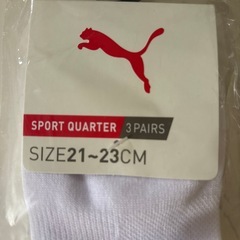 SPORT QUARTER 3 PAIRS
SIZE21~23CM